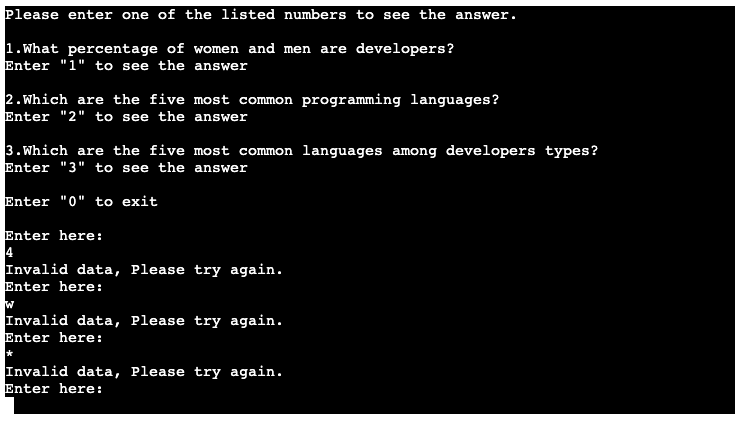 Please enter one of the listed numbers to see the answer.
1.What percentage of women and men are developers?
Enter "1" to see the answer
2.Which are the five most common programming languages?
Enter "2" to see the answer
3.Which are the five most common languages among developers types?
Enter "3" to see the answer
Enter "0" to exit
Enter here:
4
Invalid data, Please try again.
Enter here:
w
Invalid data, Please try again.
Enter here:
*
Invalid data, Please try again.
Enter here: